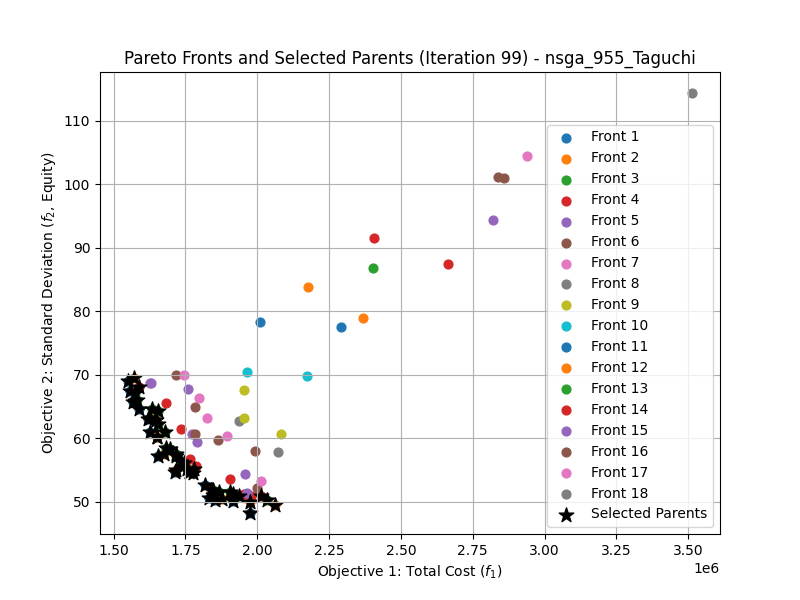 Pareto Fronts and Selected Parents (Iteration 99) - nsga_955_Taguchi
Objective 2: Standard Deviation (f₂, Equity)
110
100
90
80
70
60
50
Front 1
Front 2
Front 3
Front 4
Front 5
Front 6
Front 7
Front 8
Front 9
Front 10
Front 11
Front 12
Front 13
Front 14
Front 15
Front 16
Front 17
Front 18
Selected Parents
1.50 1.75 2.00 2.25 2.50 2.75 3.00 3.25 3.50
1e6
Objective 1: Total Cost (f₁)